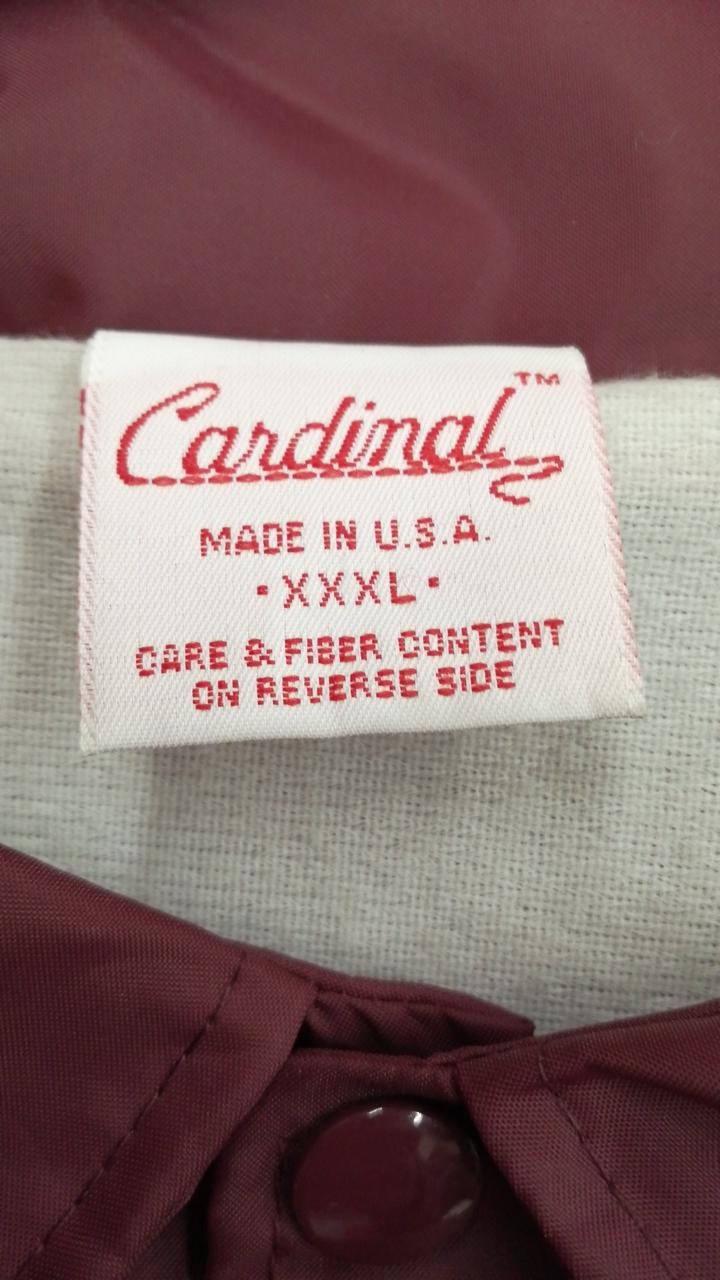 Cardinal™
MADE IN U.S.A.
·XXXL·
CARE & FIBER CONTENT
ON REVERSE SIDE